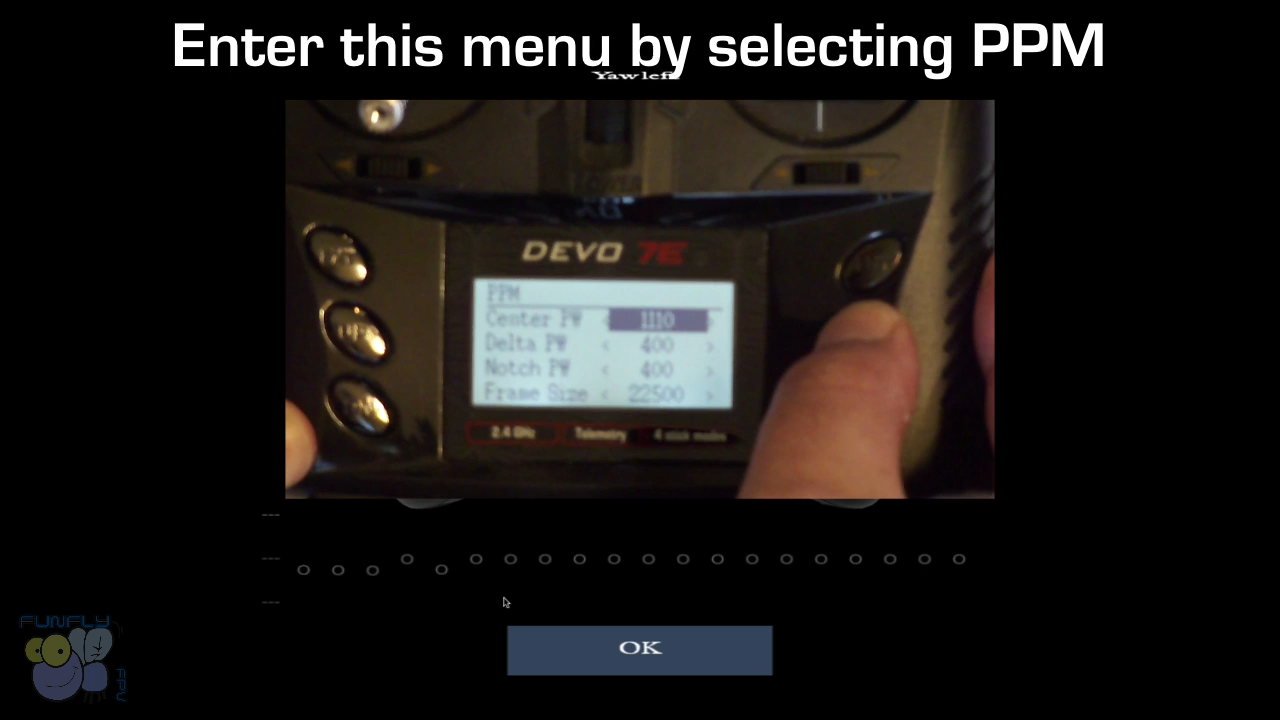 Enter this menu by selecting PPM
Yaw left
DEVO 7E
PPM
Center PW < 1110 >
Delta PW < 400 >
Notch PW < 400 >
Frame Size < 22500 >
2.4 GHz Telemetry 4 stick modes
---
---
---
OK
FUNFLY
FPV